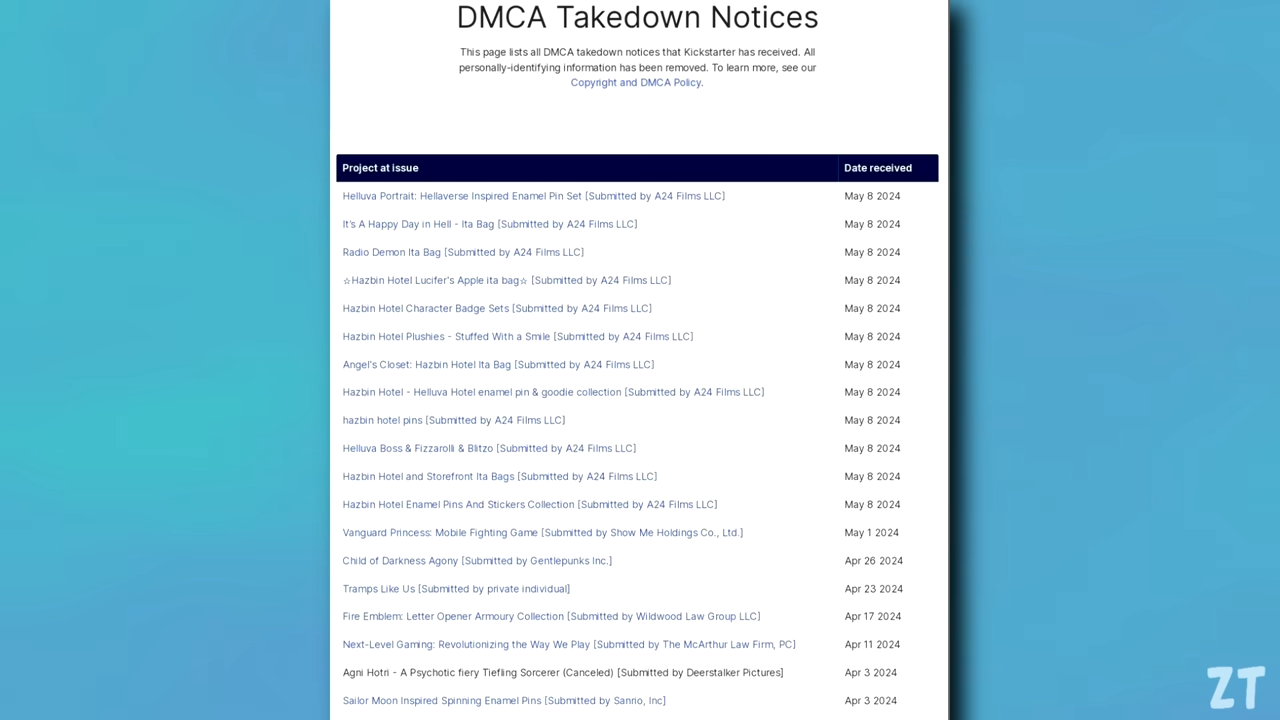 DMCA Takedown Notices
This page lists all DMCA takedown notices that Kickstarter has received. All
personally-identifying information has been removed. To learn more, see our
Copyright and DMCA Policy.
Project at issue Date received
Helluva Portrait: Hellaverse Inspired Enamel Pin Set [Submitted by A24 Films LLC] May 8 2024
It's A Happy Day in Hell - Ita Bag [Submitted by A24 Films LLC] May 8 2024
Radio Demon Ita Bag [Submitted by A24 Films LLC] May 8 2024
☆Hazbin Hotel Lucifer's Apple ita bag☆ [Submitted by A24 Films LLC] May 8 2024
Hazbin Hotel Character Badge Sets [Submitted by A24 Films LLC] May 8 2024
Hazbin Hotel Plushies - Stuffed With a Smile [Submitted by A24 Films LLC] May 8 2024
Angel's Closet: Hazbin Hotel Ita Bag [Submitted by A24 Films LLC] May 8 2024
Hazbin Hotel - Helluva Hotel enamel pin & goodie collection [Submitted by A24 Films LLC] May 8 2024
hazbin hotel pins [Submitted by A24 Films LLC] May 8 2024
Helluva Boss & Fizzarolli & Blitzo [Submitted by A24 Films LLC] May 8 2024
Hazbin Hotel and Storefront Ita Bags [Submitted by A24 Films LLC] May 8 2024
Hazbin Hotel Enamel Pins And Stickers Collection [Submitted by A24 Films LLC] May 8 2024
Vanguard Princess: Mobile Fighting Game [Submitted by Show Me Holdings Co., Ltd.] May 1 2024
Child of Darkness Agony [Submitted by Gentlepunks Inc.] Apr 26 2024
Tramps Like Us [Submitted by private individual] Apr 23 2024
Fire Emblem: Letter Opener Armoury Collection [Submitted by Wildwood Law Group LLC] Apr 17 2024
Next-Level Gaming: Revolutionizing the Way We Play [Submitted by The McArthur Law Firm, PC] Apr 11 2024
Agni Hotri - A Psychotic fiery Tiefling Sorcerer (Canceled) [Submitted by Deerstalker Pictures] Apr 3 2024
Sailor Moon Inspired Spinning Enamel Pins [Submitted by Sanrio, Inc] Apr 3 2024
ZT